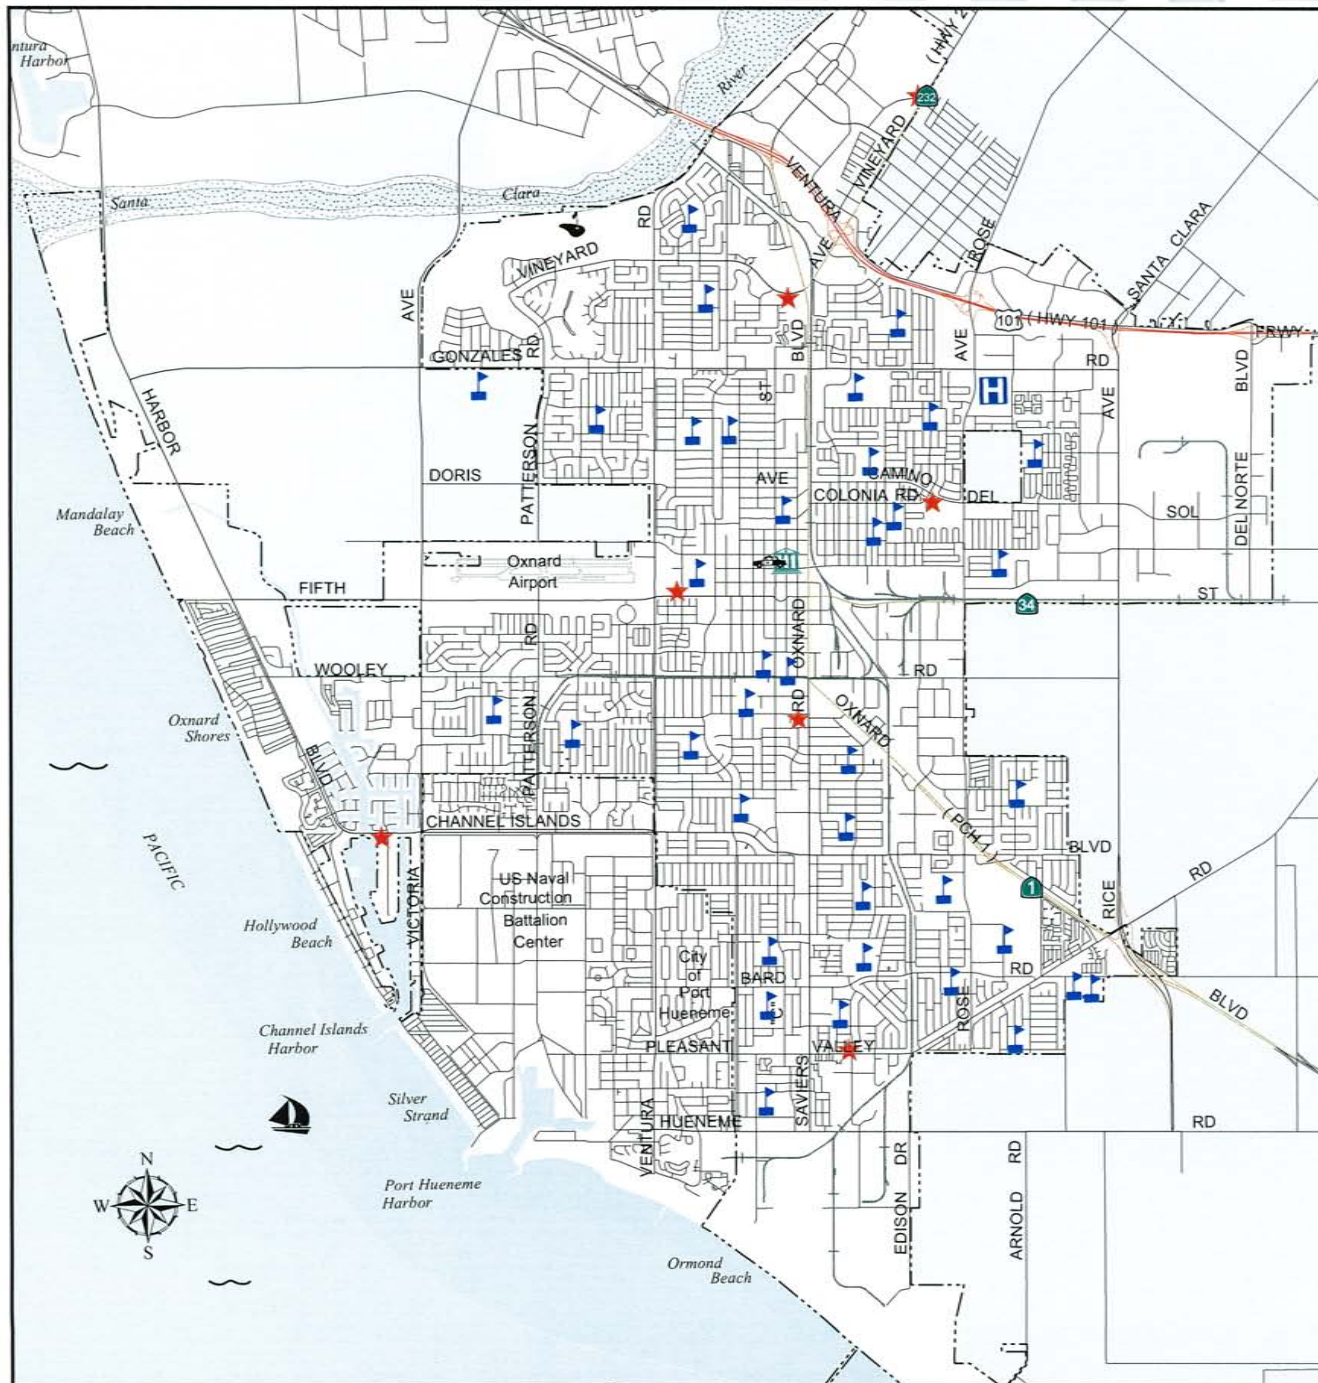 ntura
Harbor
( HWY 2
232
River
VINEYARD
VENTURA
Santa
Clara
RD
ROSE
SANTA CLARA
VINEYARD
AVE
AVE
BLVD
101
( HWY 101 )
FRWY
GONZALES
RD
AVE
RD
BLVD
ST
AVE
H
HARBOR
PATTERSON
DORIS
AVE
CAMINO
COLONIA RD
DEL
SOL
DEL NORTE
Mandalay
Beach
Oxnard
Airport
FIFTH
ST
34
OXNARD
RD
WOOLEY
RD
Oxnard
Shores
PATTERSON
RD
OXNARD
BLVD
CHANNEL ISLANDS
( PCH 1 )
BLVD
RD
PACIFIC
1
US Naval
Construction
Battalion
Center
VICTORIA
RICE
Hollywood
Beach
City
of
Port
Hueneme
BARD
RD
"C"
ROSE
BLVD
Channel Islands
Harbor
PLEASANT
VALLEY
Silver
Strand
SAVIERS
HUENEME
RD
VENTURA
N
W
E
S
Port Hueneme
Harbor
EDISON DR
ARNOLD RD
Ormond
Beach